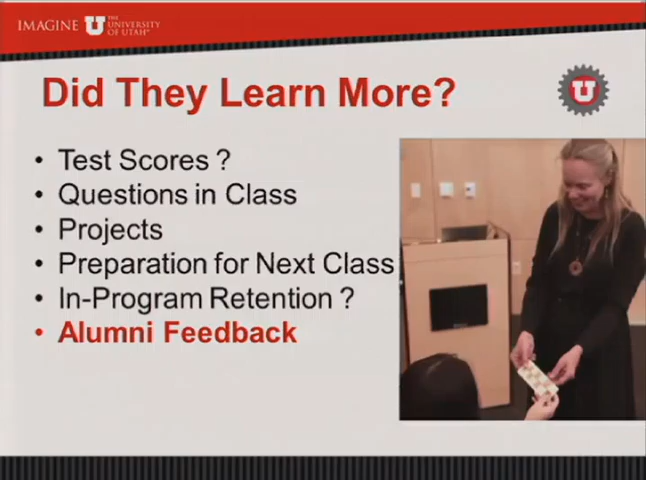 IMAGINE U THE UNIVERSITY OF UTAH
Did They Learn More?
U
• Test Scores ?
• Questions in Class
• Projects
• Preparation for Next Class
• In-Program Retention ?
• Alumni Feedback